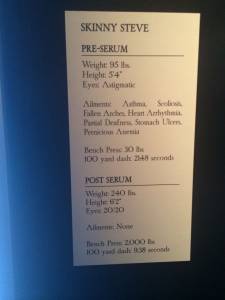 SKINNY STEVE
PRE-SERUM
Weight: 95 lbs.
Height: 5'4"
Eyes: Astigmatic
Ailments: Asthma, Scoliosis,
Fallen Arches, Heart Arrhythmia,
Partial Deafness, Stomach Ulcers,
Pernicious Anemia
Bench Press: 30 lbs
100 yard dash: 21.48 seconds
POST SERUM
Weight: 240 lbs.
Height: 6'2"
Eyes: 20/20
Ailments: None
Bench Press: 2,000 lbs
100 yard dash: 9.38 seconds